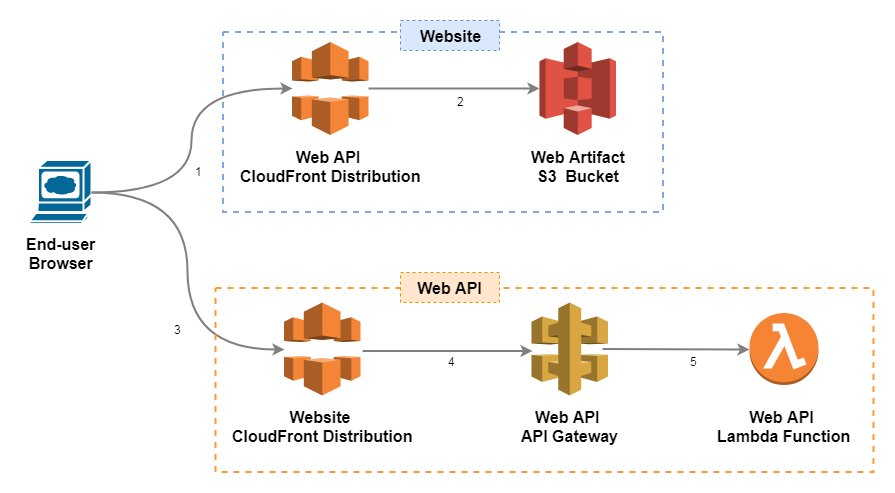 Website
Web API
CloudFront Distribution
2
Web Artifact
S3 Bucket
1
End-user
Browser
Web API
3
Website
CloudFront Distribution
4
Web API
API Gateway
5
λ
Web API
Lambda Function